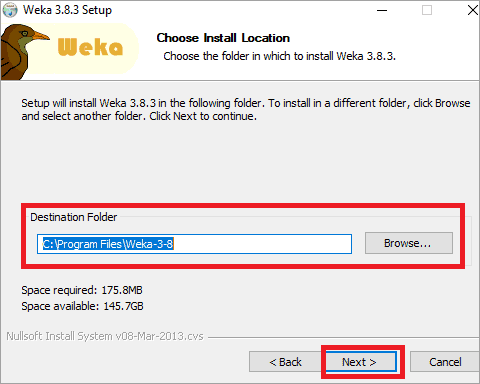 Weka 3.8.3 Setup
Weka
Choose Install Location
Choose the folder in which to install Weka 3.8.3.
Setup will install Weka 3.8.3 in the following folder. To install in a different folder, click Browse
and select another folder. Click Next to continue.
Destination Folder
C:\Program Files\Weka-3-8
Browse...
Space required: 175.8MB
Space available: 145.7GB
Nullsoft Install System v08-Mar-2013.cvs
< Back
Next >
Cancel